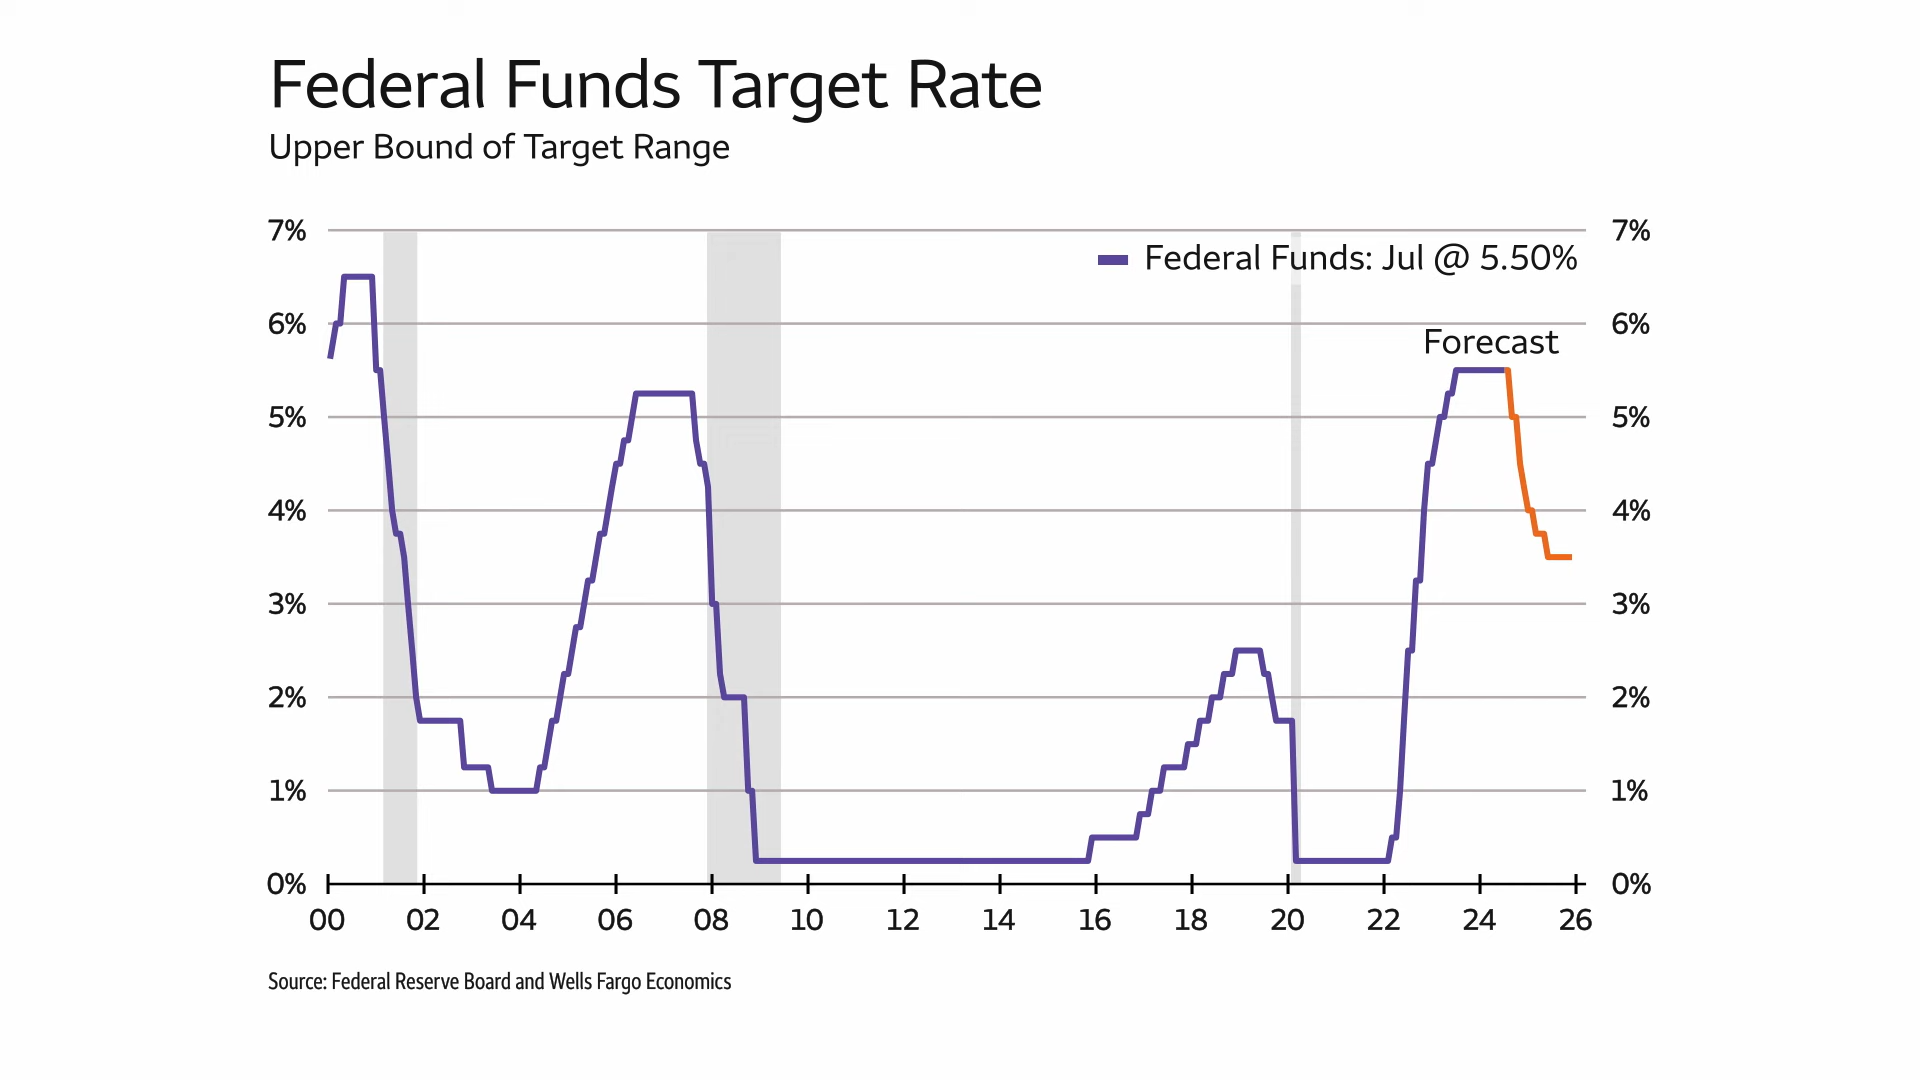 Federal Funds Target Rate
Upper Bound of Target Range
7% 7%
Federal Funds: Jul @ 5.50%
6% 6%
Forecast
5% 5%
4% 4%
3% 3%
2% 2%
1% 1%
0% 0%
00 02 04 06 08 10 12 14 16 18 20 22 24 26
Source: Federal Reserve Board and Wells Fargo Economics